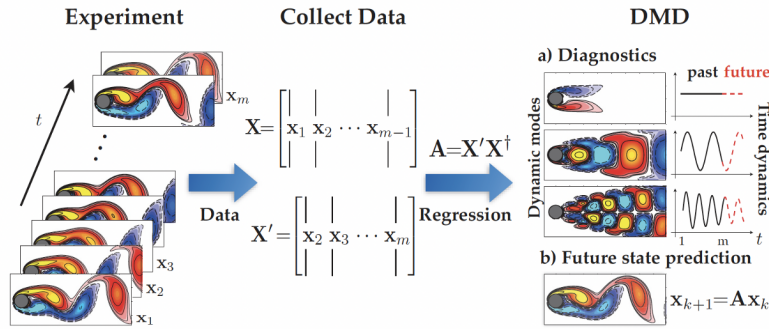 Experiment
Collect Data
DMD
t
x_m
x_3
x_2
x_1
Data
X = [x_1 x_2 ⋯ x_{m−1}]
X′ = [x_2 x_3 ⋯ x_m]
A=X′X†
Regression
a) Diagnostics
Dynamic modes
past future
Time dynamics
1 m t
b) Future state prediction
x_{k+1}=Ax_k